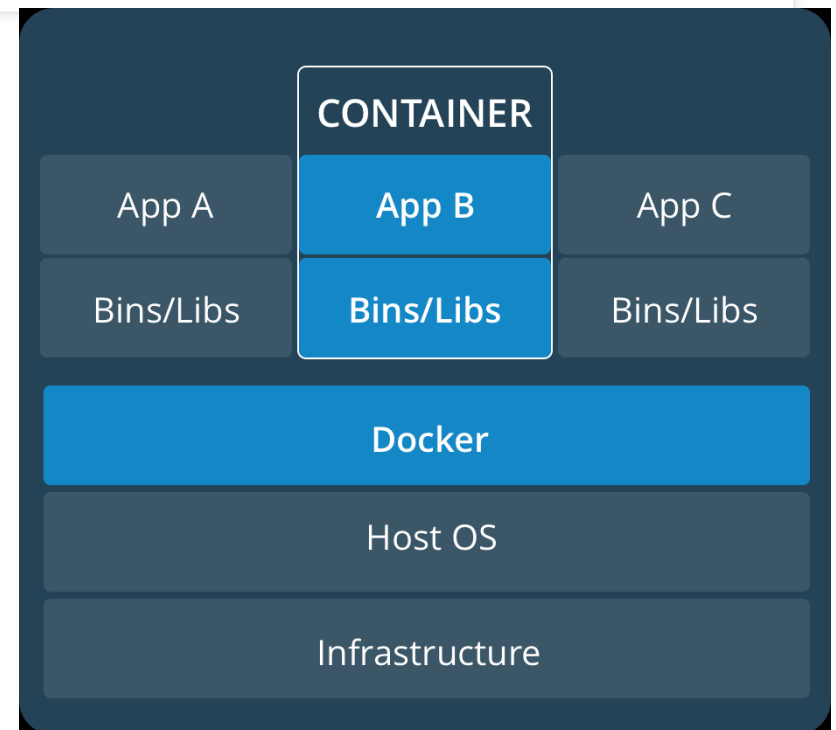 CONTAINER
App A
App B
App C
Bins/Libs
Bins/Libs
Bins/Libs
Docker
Host OS
Infrastructure